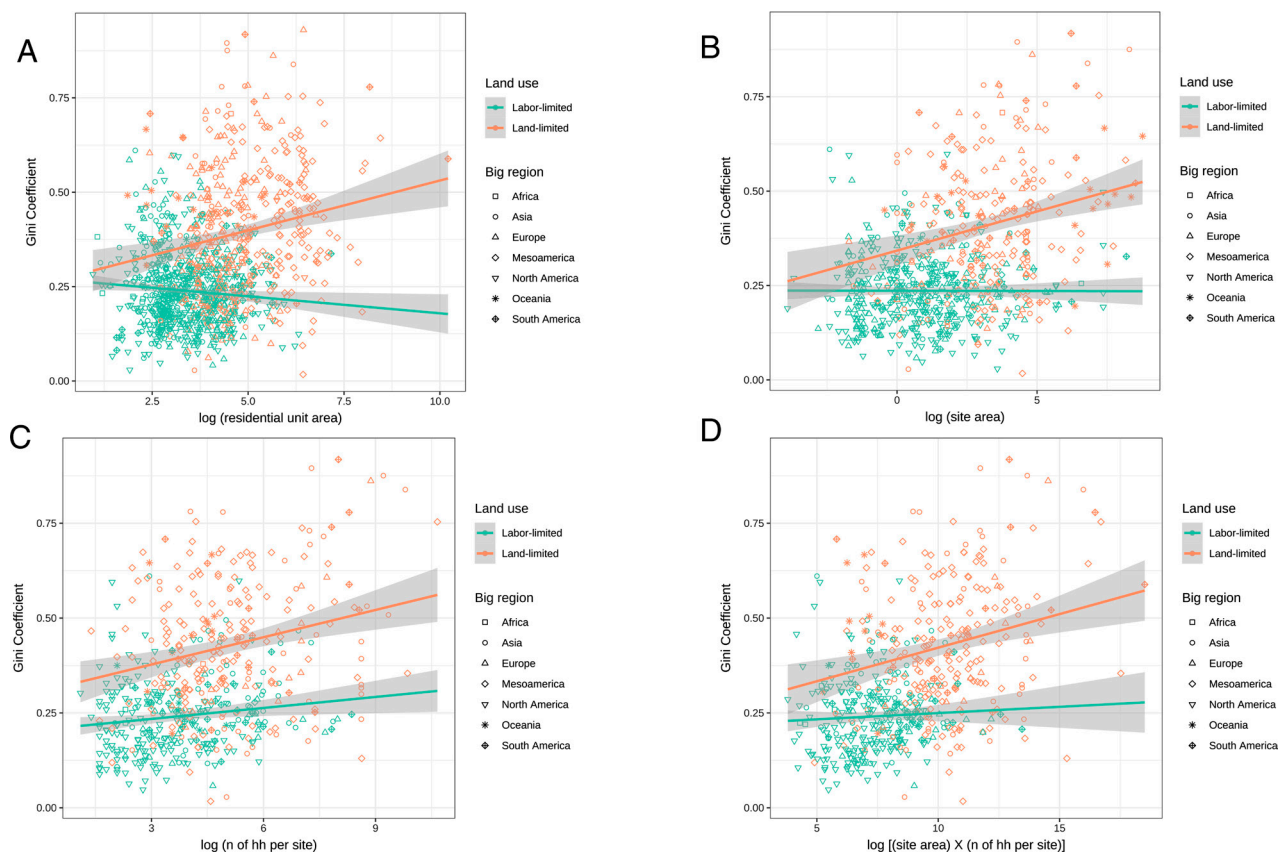 A
Gini Coefficient
0.75
0.50
0.25
0.00
2.5 5.0 7.5 10.0
log (residential unit area)
Land use
Labor-limited
Land-limited
Big region
Africa
Asia
Europe
Mesoamerica
North America
Oceania
South America
B
Gini Coefficient
0.75
0.50
0.25
0.00
0 5
log (site area)
Land use
Labor-limited
Land-limited
Big region
Africa
Asia
Europe
Mesoamerica
North America
Oceania
South America
C
Gini Coefficient
0.75
0.50
0.25
0.00
3 6 9
log (n of hh per site)
Land use
Labor-limited
Land-limited
Big region
Africa
Asia
Europe
Mesoamerica
North America
Oceania
South America
D
Gini Coefficient
0.75
0.50
0.25
0.00
5 10 15
log [(site area) X (n of hh per site)]
Land use
Labor-limited
Land-limited
Big region
Africa
Asia
Europe
Mesoamerica
North America
Oceania
South America